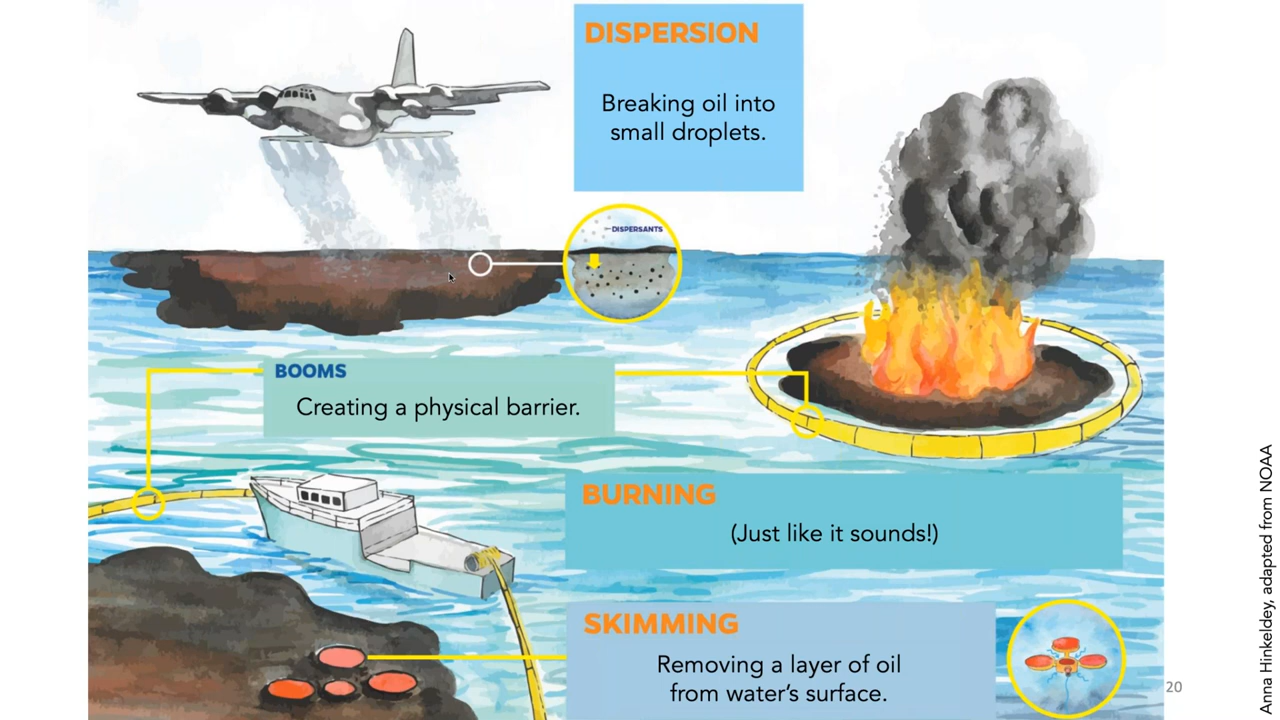 DISPERSION
Breaking oil into
small droplets.
DISPERSANTS
BOOMS
Creating a physical barrier.
BURNING
(Just like it sounds!)
SKIMMING
Removing a layer of oil
from water's surface.
20
Anna Hinkeldey, adapted from NOAA